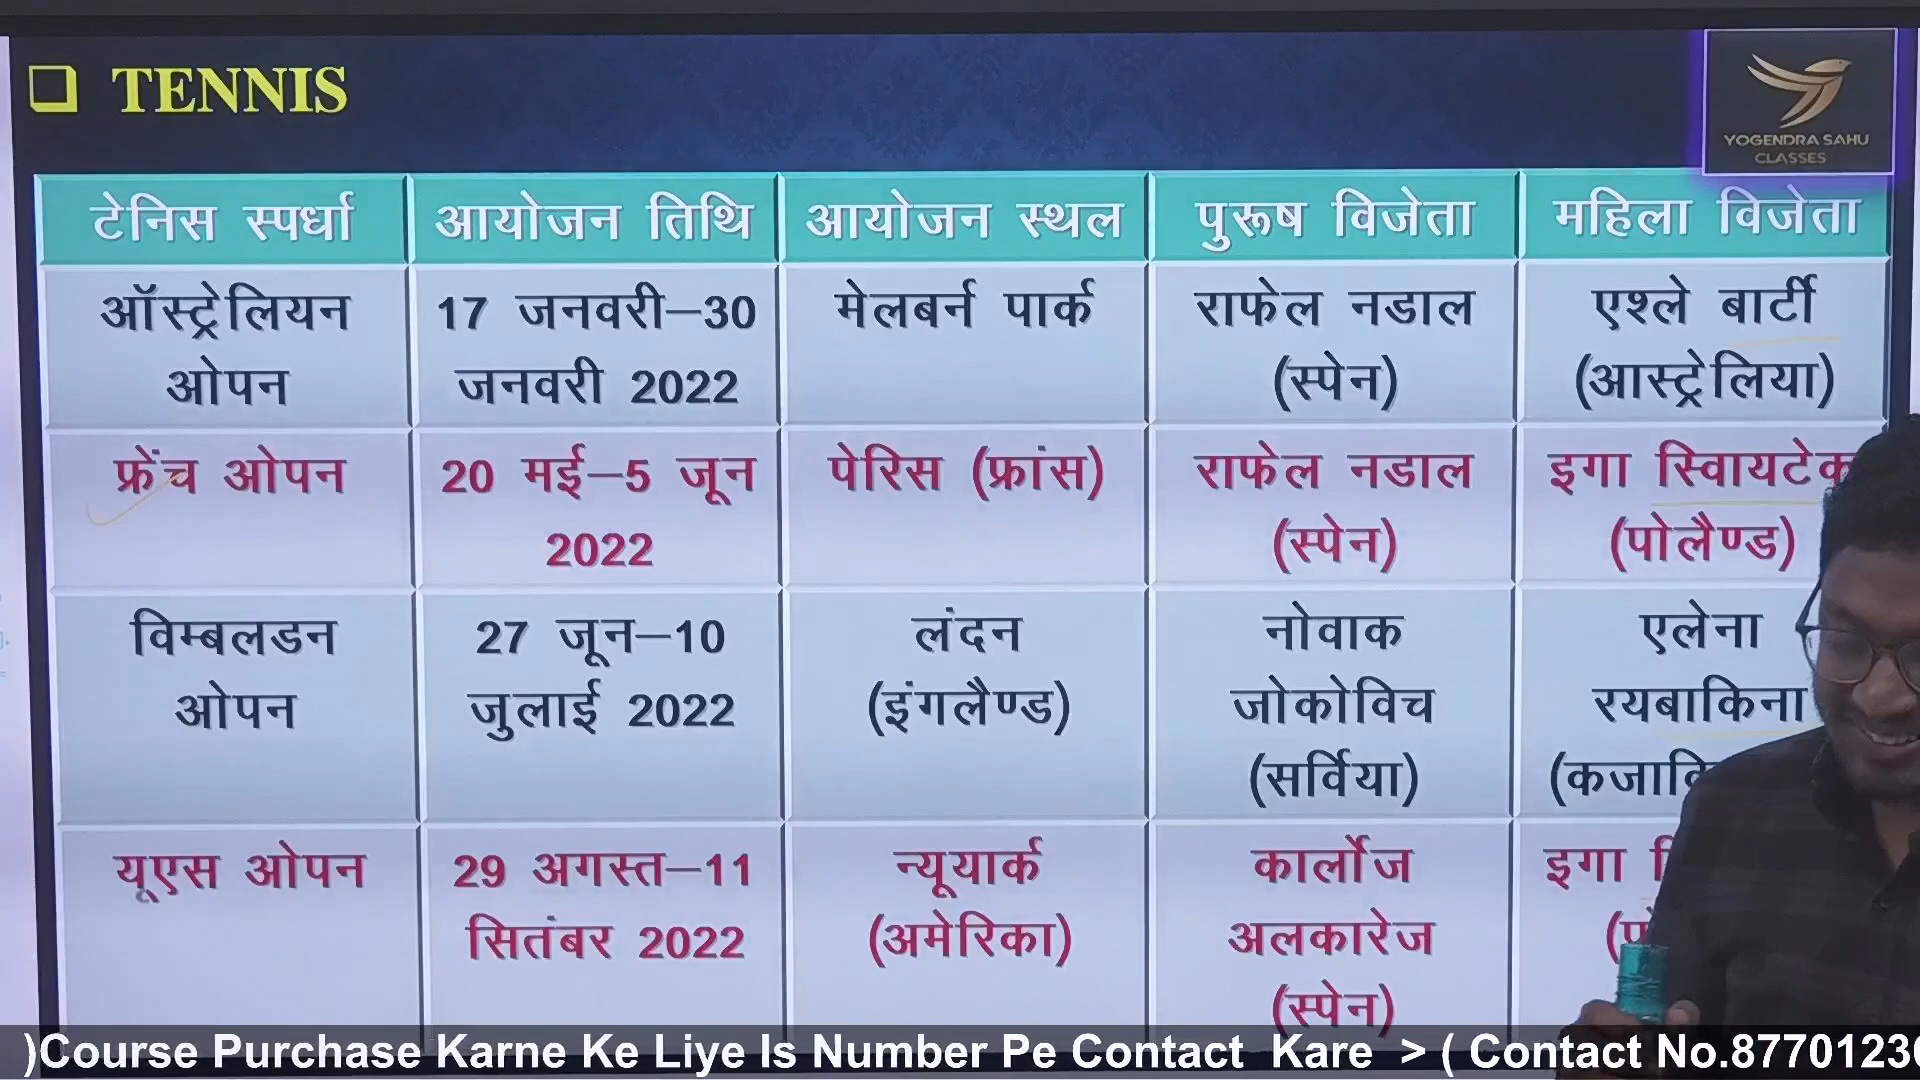 TENNIS
YOGENDRA SAHU
CLASSES
टेनिस स्पर्धा
आयोजन तिथि
आयोजन स्थल
पुरूष विजेता
महिला विजेता
ऑस्ट्रेलियन
ओपन
17 जनवरी–30
जनवरी 2022
मेलबर्न पार्क
राफेल नडाल
(स्पेन)
एश्ले बार्टी
(आस्ट्रेलिया)
फ्रेंच ओपन
20 मई–5 जून
2022
पेरिस (फ्रांस)
राफेल नडाल
(स्पेन)
इगा स्वियाटेक
(पोलैण्ड)
विम्बलडन
ओपन
27 जून–10
जुलाई 2022
लंदन
(इंगलैण्ड)
नोवाक
जोकोविच
(सर्विया)
एलेना
रयबाकिना
यूएस ओपन
29 अगस्त–11
सितंबर 2022
न्यूयार्क
(अमेरिका)
कार्लोज
अलकारेज
(स्पेन)
इगा
)Course Purchase Karne Ke Liye Is Number Pe Contact Kare > ( Contact No.8770123